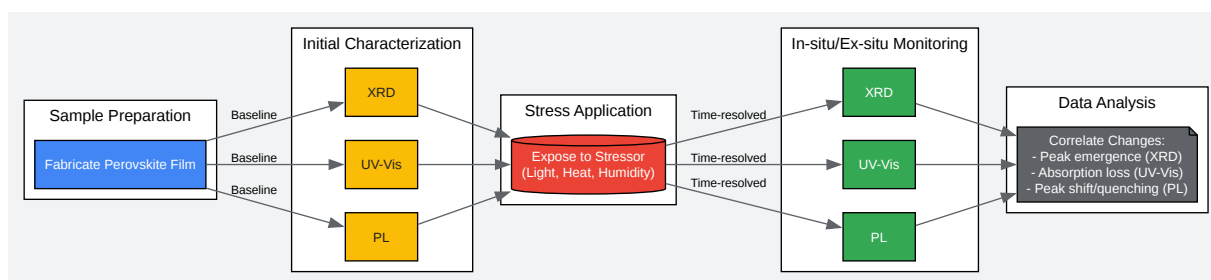 Sample Preparation
Fabricate Perovskite Film
Baseline
Baseline
Baseline
Initial Characterization
XRD
UV-Vis
PL
Stress Application
Expose to Stressor
(Light, Heat, Humidity)
Time-resolved
Time-resolved
Time-resolved
In-situ/Ex-situ Monitoring
XRD
UV-Vis
PL
Data Analysis
Correlate Changes:
- Peak emergence (XRD)
- Absorption loss (UV-Vis)
- Peak shift/quenching (PL)